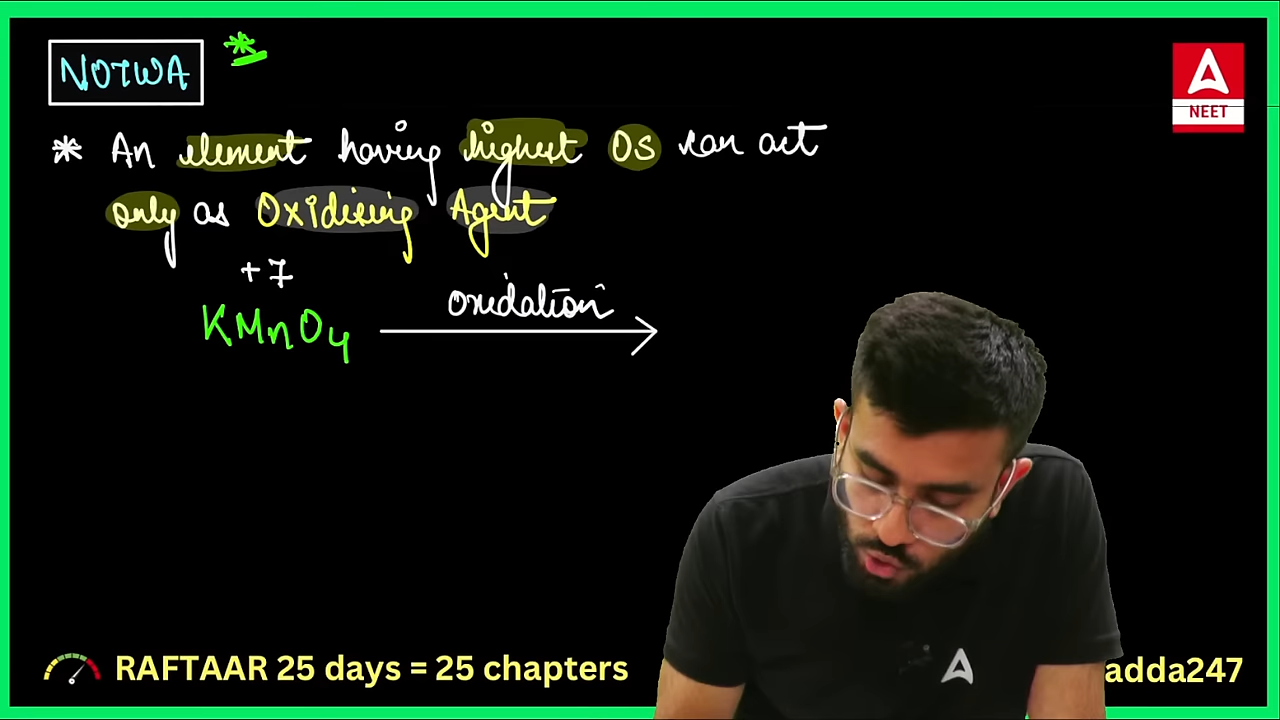 NOTWA *
* An element having highest OS can act
only as Oxidising Agent
+7
KMnO4
oxidation
NEET
RAFTAAR 25 days = 25 chapters
adda247